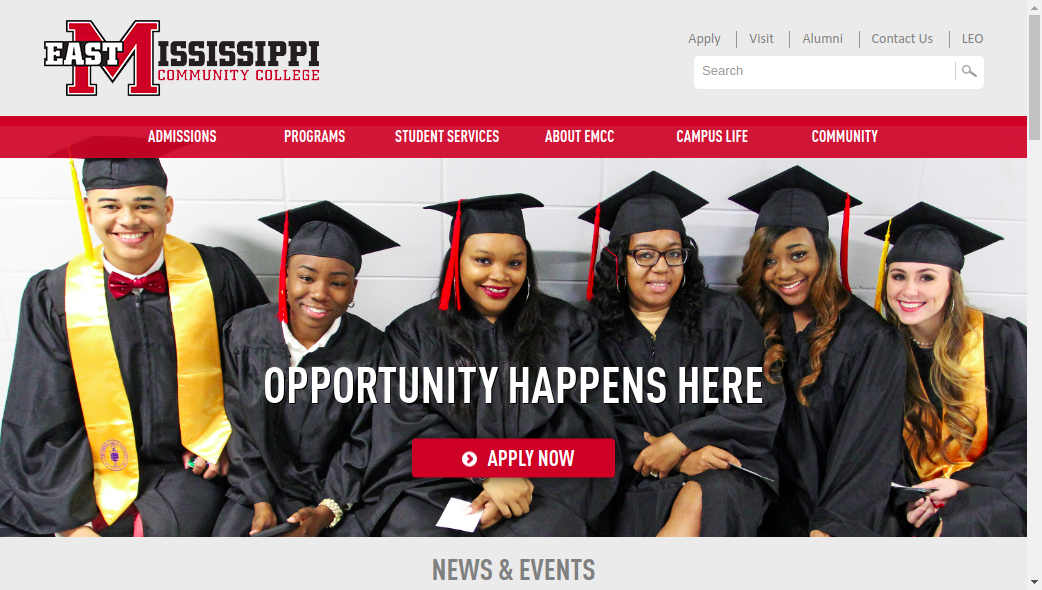 EAST MISSISSIPPI
COMMUNITY COLLEGE
Apply
Visit
Alumni
Contact Us
LEO
Search
ADMISSIONS
PROGRAMS
STUDENT SERVICES
ABOUT EMCC
CAMPUS LIFE
COMMUNITY
OPPORTUNITY HAPPENS HERE
APPLY NOW
NEWS & EVENTS